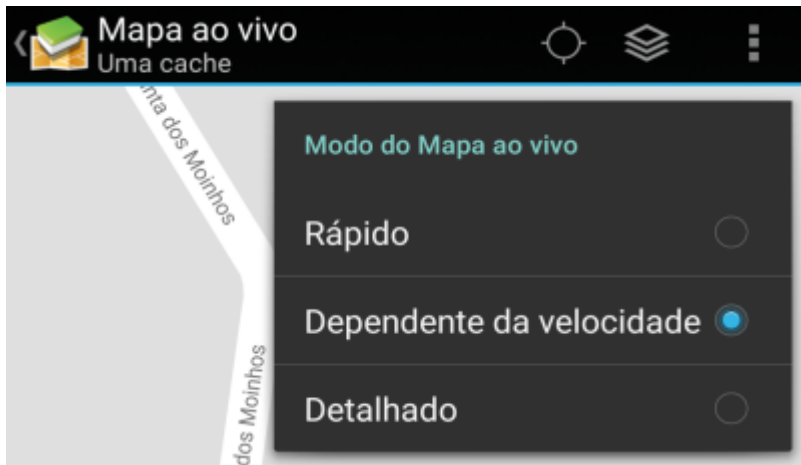 Mapa ao vivo
Uma cache
nta dos Moinhos
Modo do Mapa ao vivo
Rápido
Dependente da velocidade
dos Moinhos
Detalhado